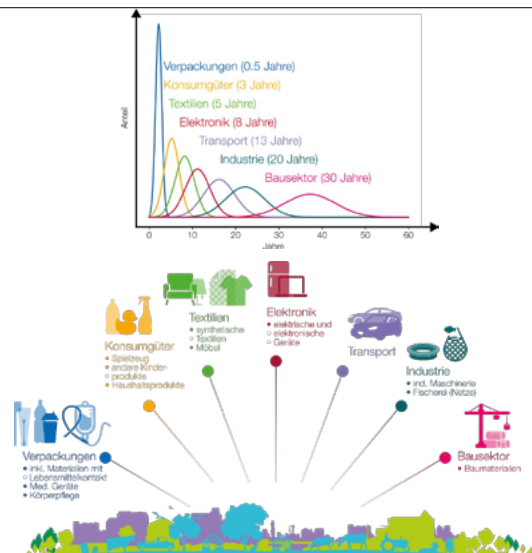 Verpackungen (0.5 Jahre)
Konsumgüter (3 Jahre)
Textilien (5 Jahre)
Elektronik (8 Jahre)
Transport (13 Jahre)
Industrie (20 Jahre)
Bausektor (30 Jahre)
Anteil
0 10 20 30 40 50 60
Jahre
Elektronik
elektrische und
elektronische
Geräte
Textilien
synthetische
Textilien
Möbel
Konsumgüter
Spielzeug
andere Kinder-
produkte
Haushaltsprodukte
Transport
Industrie
ind. Maschinerie
Fischerei (Netze)
Verpackungen
inkl. Materialien mit
Lebensmittelkontakt
Med. Geräte
Körperpflege
Bausektor
Baumaterialien